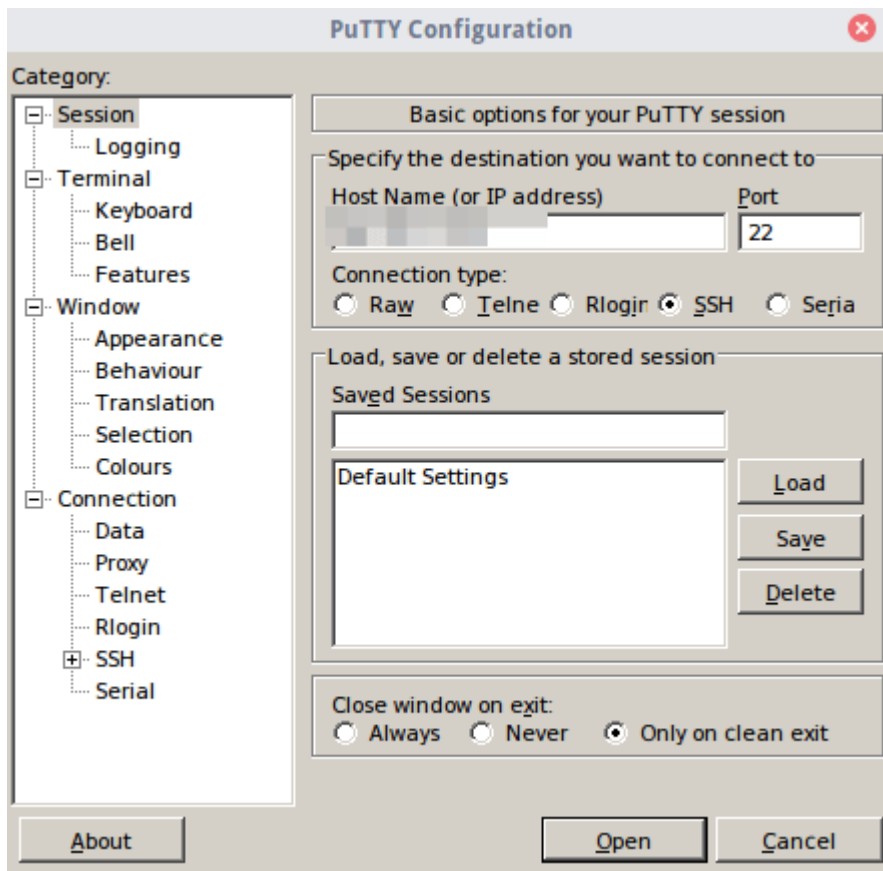 PuTTY Configuration
Category:
Session
Logging
Terminal
Keyboard
Bell
Features
Window
Appearance
Behaviour
Translation
Selection
Colours
Connection
Data
Proxy
Telnet
Rlogin
SSH
Serial
Basic options for your PuTTY session
Specify the destination you want to connect to
Host Name (or IP address) Port
22
Connection type:
Raw Telne Rlogin SSH Seria
Load, save or delete a stored session
Saved Sessions
Default Settings
Load
Save
Delete
Close window on exit:
Always Never Only on clean exit
About Open Cancel